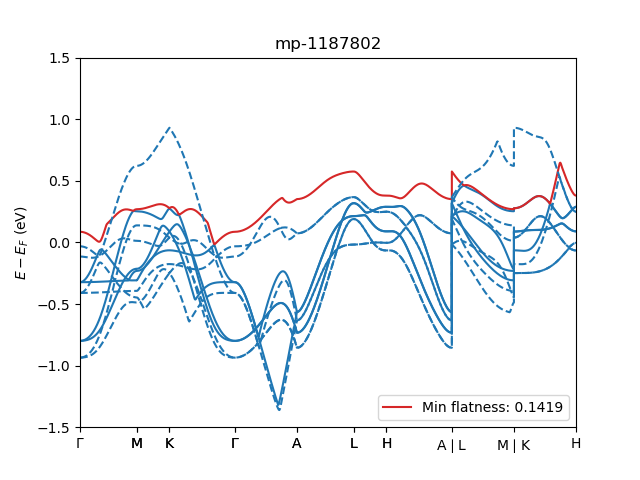 mp-1187802
E − E_F (eV)
1.5
1.0
0.5
0.0
−0.5
−1.0
−1.5
Min flatness: 0.1419
Γ M K Γ A L H A | L M | K H